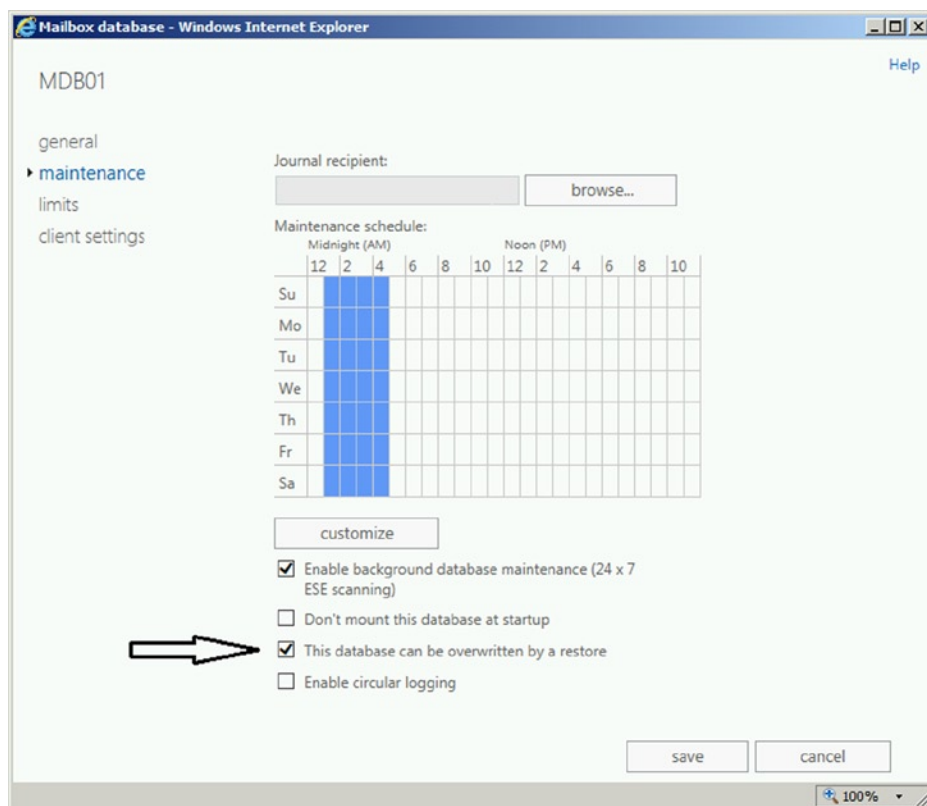 Mailbox database - Windows Internet Explorer
Help
MDB01
general
maintenance
limits
client settings
Journal recipient:
browse...
Maintenance schedule:
Midnight (AM) Noon (PM)
12 2 4 6 8 10 12 2 4 6 8 10
Su
Mo
Tu
We
Th
Fr
Sa
customize
Enable background database maintenance (24 x 7
ESE scanning)
Don't mount this database at startup
This database can be overwritten by a restore
Enable circular logging
save cancel
100%